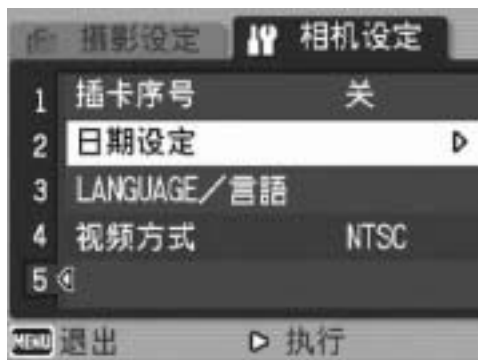 摄影设定 相机设定
1 插卡序号 关
2 日期设定
3 LANGUAGE／言語
4 视频方式 NTSC
5
MENU 退出 执行